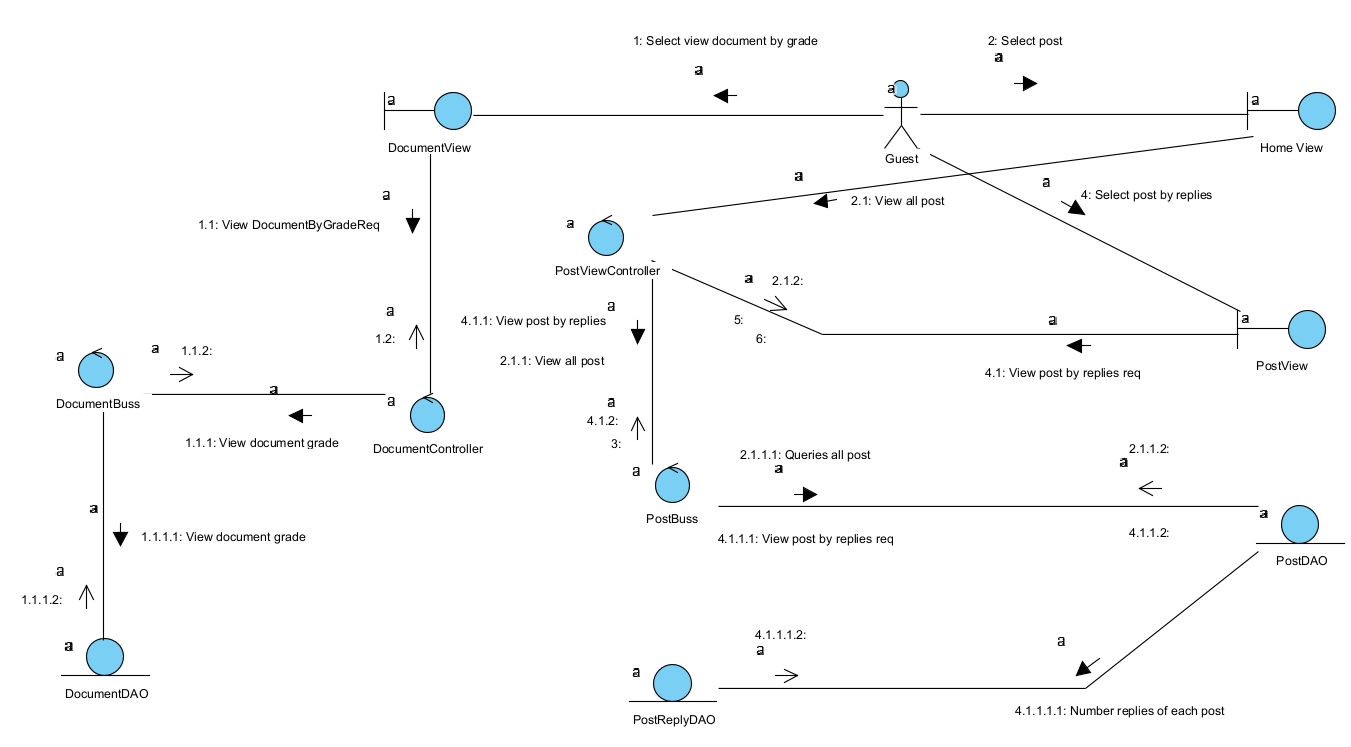 1: Select view document by grade
2: Select post
a
a
a
a
a
DocumentView
Guest
Home View
a
a
a
4: Select post by replies
1.1: View DocumentByGradeReq
2.1: View all post
a
PostViewController
a
2.1.2:
a
a
4.1.1: View post by replies
5:
a
a
1.2:
6:
a
a
1.1.2:
2.1.1: View all post
PostView
4.1: View post by replies req
DocumentBuss
a
a
a
4.1.2:
1.1.1: View document grade
DocumentController
3:
2.1.1.1: Queries all post
2.1.1.2:
a
a
a
PostBuss
a
a
1.1.1.1: View document grade
4.1.1.1: View post by replies req
4.1.1.2:
PostDAO
a
1.1.1.2:
4.1.1.1.2:
a
a
a
a
DocumentDAO
PostReplyDAO
4.1.1.1.1: Number replies of each post